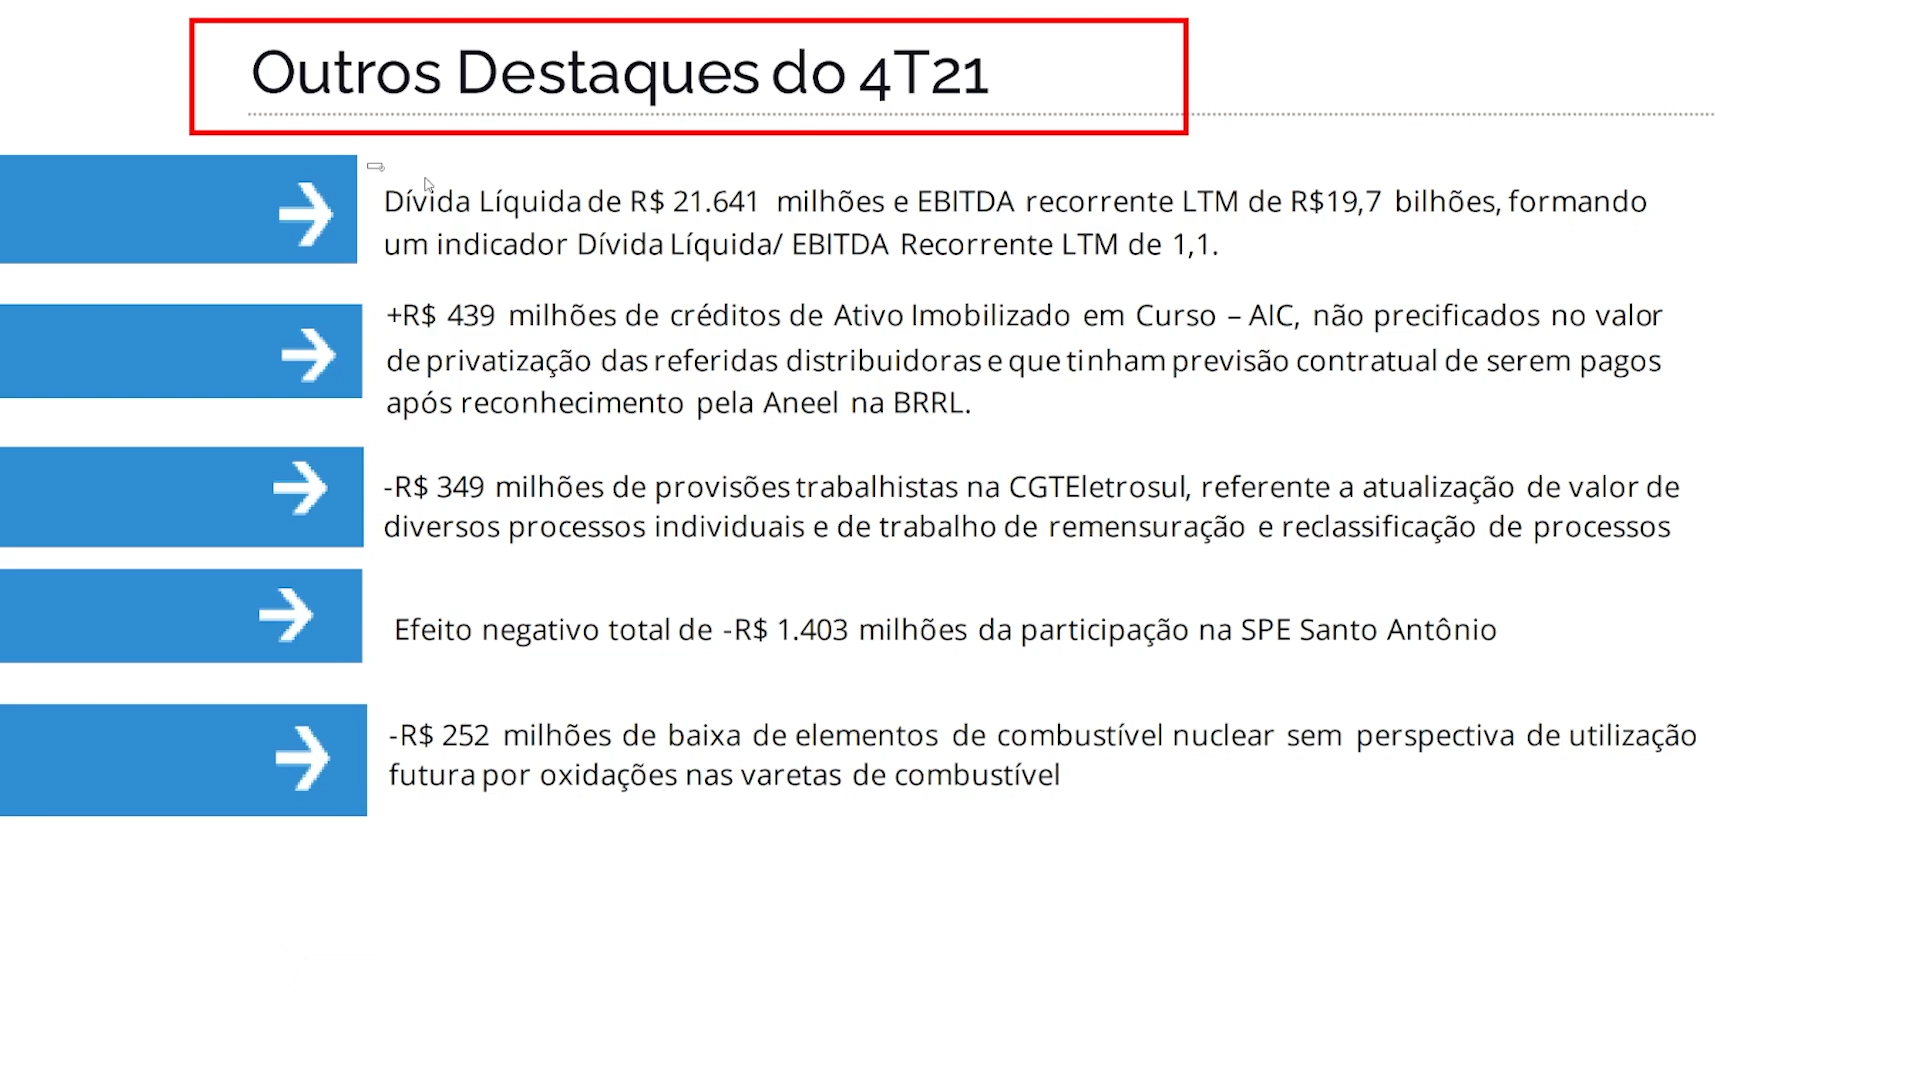 Outros Destaques do 4T21
Dívida Líquida de R$ 21.641 milhões e EBITDA recorrente LTM de R$19,7 bilhões, formando
um indicador Dívida Líquida/ EBITDA Recorrente LTM de 1,1.
+R$ 439 milhões de créditos de Ativo Imobilizado em Curso – AIC, não precificados no valor
de privatização das referidas distribuidoras e que tinham previsão contratual de serem pagos
após reconhecimento pela Aneel na BRRL.
-R$ 349 milhões de provisões trabalhistas na CGTEletrosul, referente a atualização de valor de
diversos processos individuais e de trabalho de remensuração e reclassificação de processos
Efeito negativo total de -R$ 1.403 milhões da participação na SPE Santo Antônio
-R$ 252 milhões de baixa de elementos de combustível nuclear sem perspectiva de utilização
futura por oxidações nas varetas de combustível